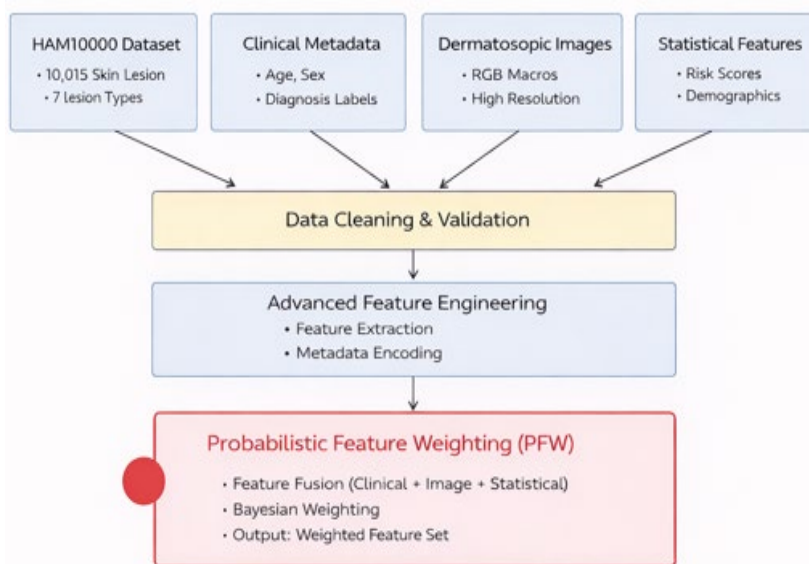 HAM10000 Dataset
• 10,015 Skin Lesion
• 7 lesion Types
Clinical Metadata
• Age, Sex
• Diagnosis Labels
Dermatosopic Images
• RGB Macros
• High Resolution
Statistical Features
• Risk Scores
• Demographics
Data Cleaning & Validation
Advanced Feature Engineering
• Feature Extraction
• Metadata Encoding
Probabilistic Feature Weighting (PFW)
• Feature Fusion (Clinical + Image + Statistical)
• Bayesian Weighting
• Output: Weighted Feature Set